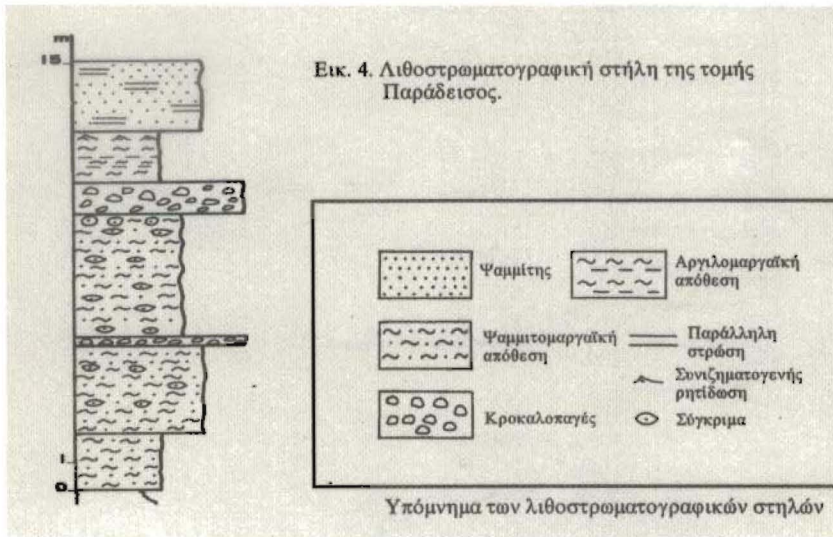 m
15
1
0
Εικ. 4. Λιθοστρωματογραφική στήλη της τομής
Παράδεισος.
Ψαμμίτης
Αργιλομαργαϊκή
απόθεση
Ψαμμιτομαργαϊκή
απόθεση
Παράλληλη
στρώση
Συνιζηματογενής
ρητίδωση
Κροκαλοπαγές
Σύγκριμα
Υπόμνημα των λιθοστρωματογραφικών στηλών